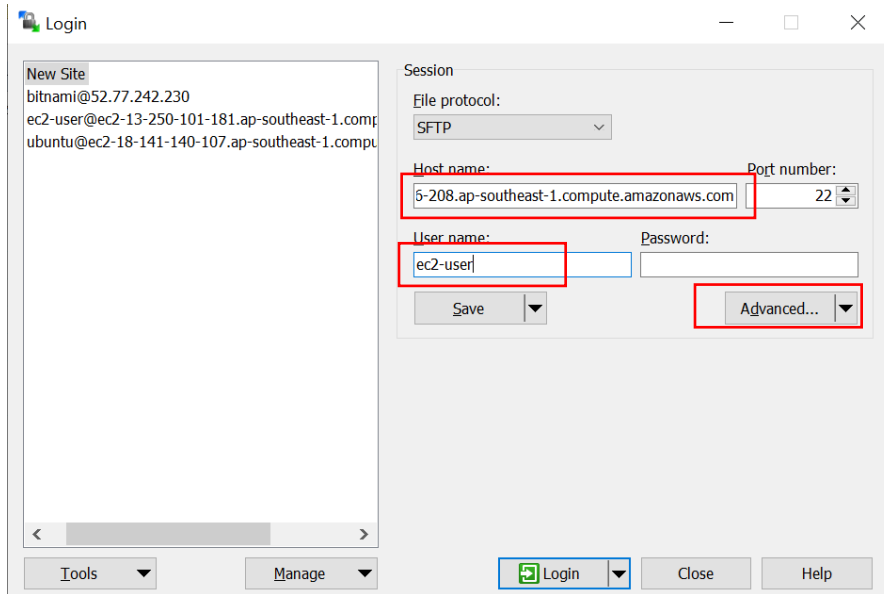 Login
New Site
bitnami@52.77.242.230
ec2-user@ec2-13-250-101-181.ap-southeast-1.comp
ubuntu@ec2-18-141-140-107.ap-southeast-1.compu
Session
File protocol:
SFTP
Host name: Port number:
6-208.ap-southeast-1.compute.amazonaws.com 22
User name: Password:
ec2-user
Save Advanced...
Tools Manage Login Close Help